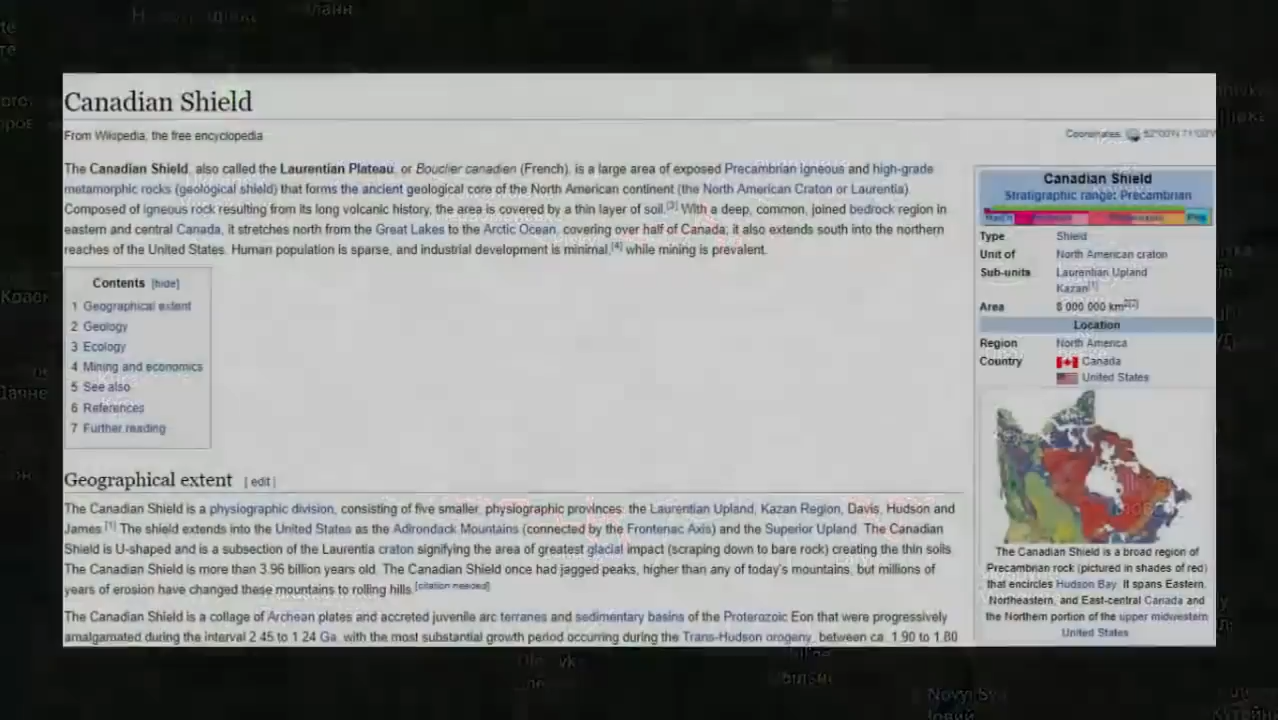 Canadian Shield
From Wikipedia, the free encyclopedia
Coordinates:
The Canadian Shield, also called the Laurentian Plateau, or Bouclier canadien (French), is a large area of exposed Precambrian igneous and high-grade
metamorphic rocks (geological shield) that forms the ancient geological core of the North American continent (the North American Craton or Laurentia).
Composed of igneous rock resulting from its long volcanic history, the area is covered by a thin layer of soil.[3] With a deep, common, joined bedrock region in
eastern and central Canada, it stretches north from the Great Lakes to the Arctic Ocean, covering over half of Canada; it also extends south into the northern
reaches of the United States. Human population is sparse, and industrial development is minimal,[4] while mining is prevalent.
Contents [hide]
1 Geographical extent
2 Geology
3 Ecology
4 Mining and economics
5 See also
6 References
7 Further reading
Geographical extent [ edit ]
The Canadian Shield is a physiographic division, consisting of five smaller, physiographic provinces: the Laurentian Upland, Kazan Region, Davis, Hudson and
James.[1] The shield extends into the United States as the Adirondack Mountains (connected by the Frontenac Axis) and the Superior Upland. The Canadian
Shield is U-shaped and is a subsection of the Laurentia craton signifying the area of greatest glacial impact (scraping down to bare rock) creating the thin soils.
The Canadian Shield is more than 3.96 billion years old. The Canadian Shield once had jagged peaks, higher than any of today's mountains, but millions of
years of erosion have changed these mountains to rolling hills.[citation needed]
The Canadian Shield is a collage of Archean plates and accreted juvenile arc terranes and sedimentary basins of the Proterozoic Eon that were progressively
amalgamated during the interval 2.45 to 1.24 Ga, with the most substantial growth period occurring during the Trans-Hudson orogeny, between ca. 1.90 to 1.80
Canadian Shield
Stratigraphic range: Precambrian
Type Shield
Unit of North American craton
Sub-units Laurentian Upland
Kazan[1]
Area 8 000 000 km2[2]
Location
Region North America
Country Canada
United States
The Canadian Shield is a broad region of
Precambrian rock (pictured in shades of red)
that encircles Hudson Bay. It spans Eastern,
Northeastern, and East-central Canada and
the Northern portion of the upper midwestern
United States